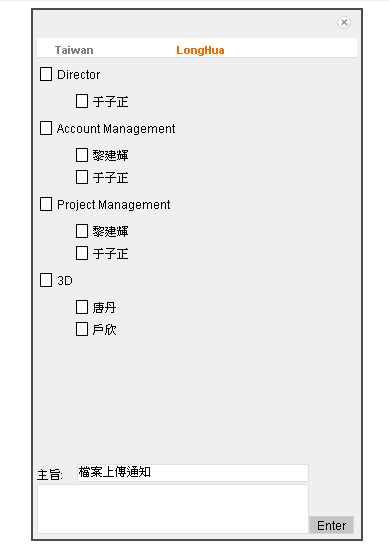 Taiwan LongHua
Director
于子正
Account Management
黎建輝
于子正
Project Management
黎建輝
于子正
3D
唐丹
戶欣
主旨: 檔案上傳通知
Enter